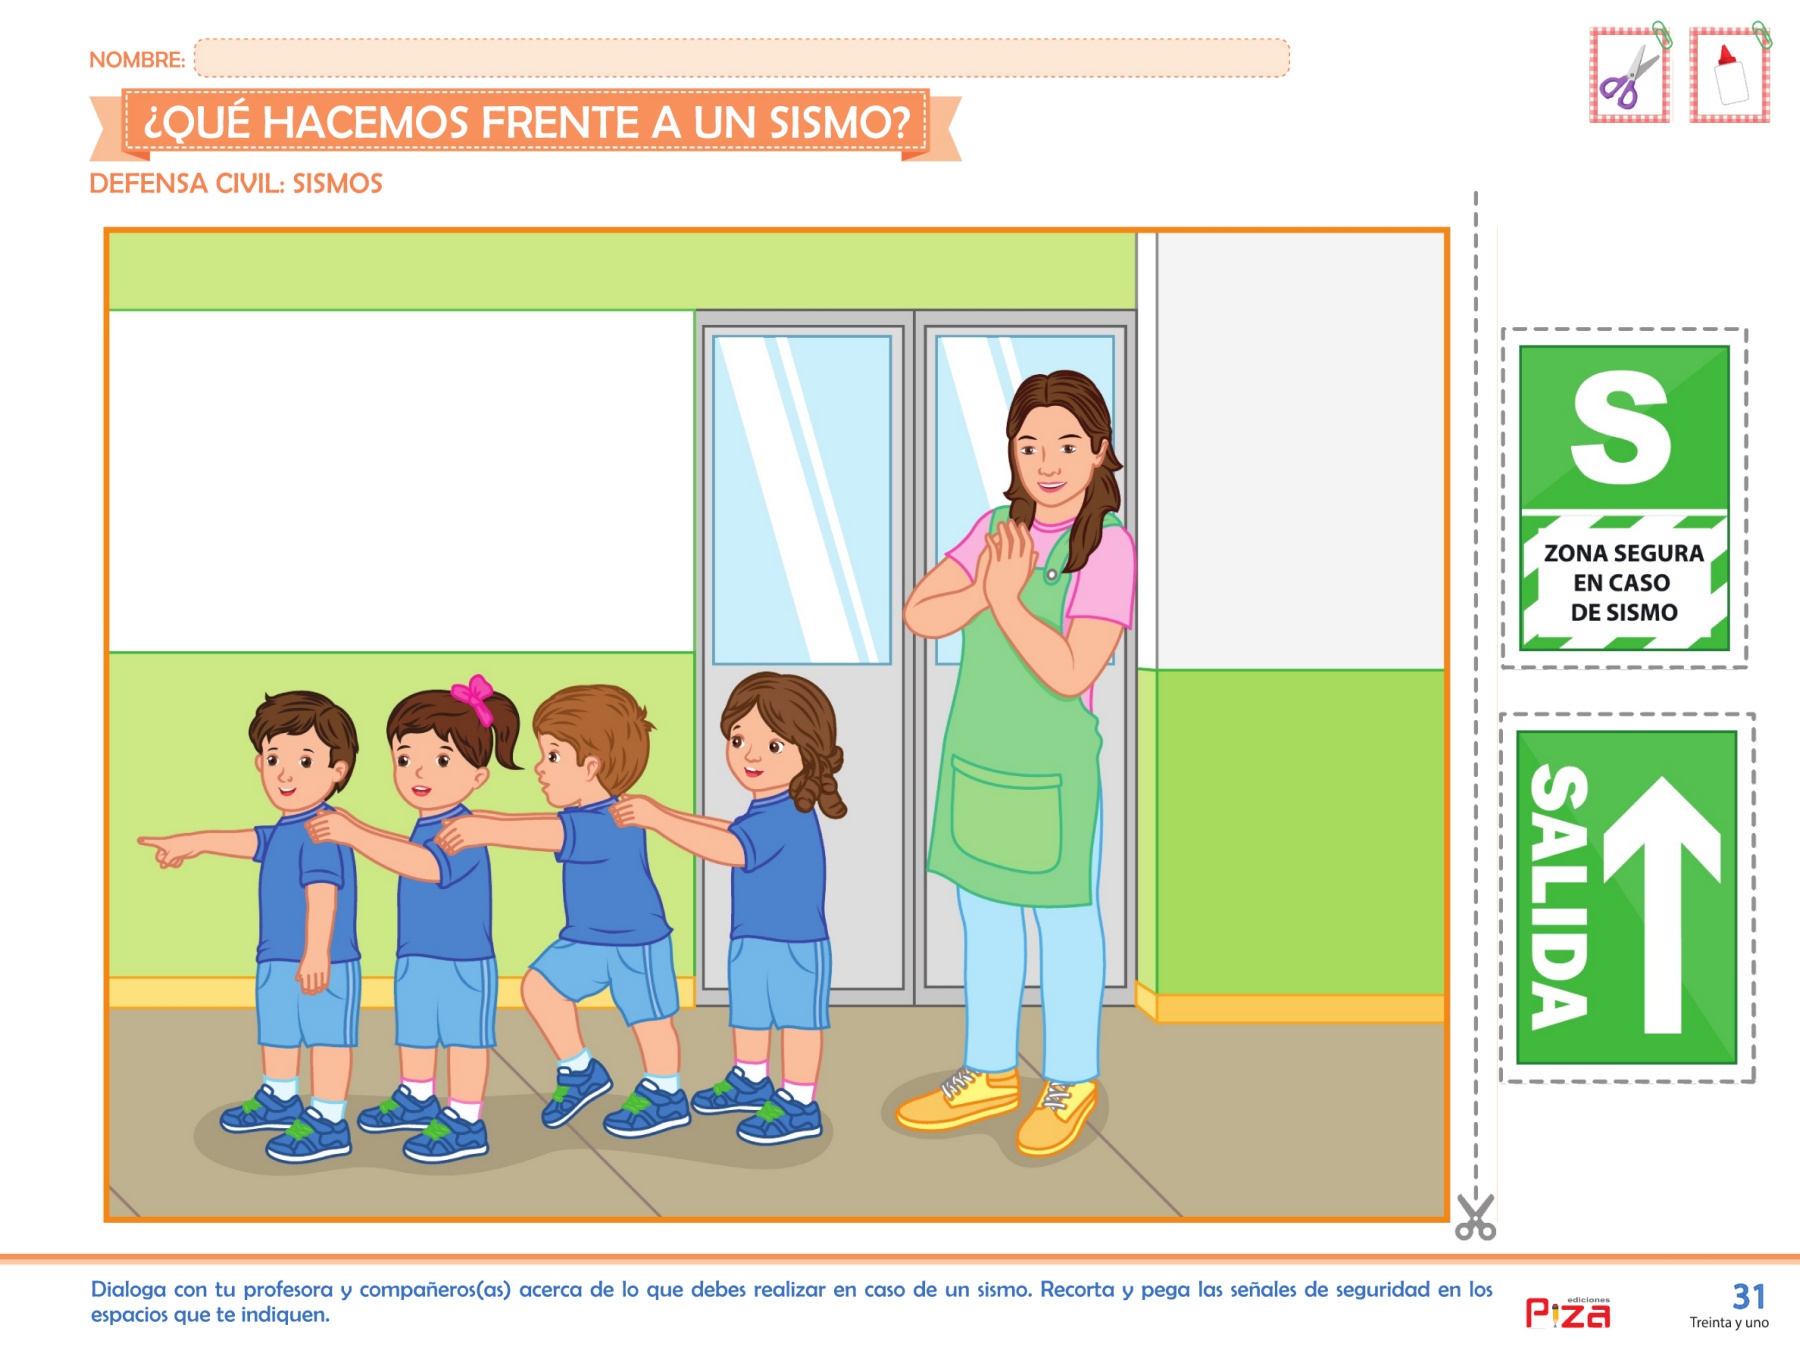 NOMBRE:
¿QUÉ HACEMOS FRENTE A UN SISMO?
DEFENSA CIVIL: SISMOS
S
ZONA SEGURA
EN CASO
DE SISMO
SALIDA
Dialoga con tu profesora y compañeros(as) acerca de lo que debes realizar en caso de un sismo. Recorta y pega las señales de seguridad en los
espacios que te indiquen.
ediciones
Piza
31
Treinta y uno